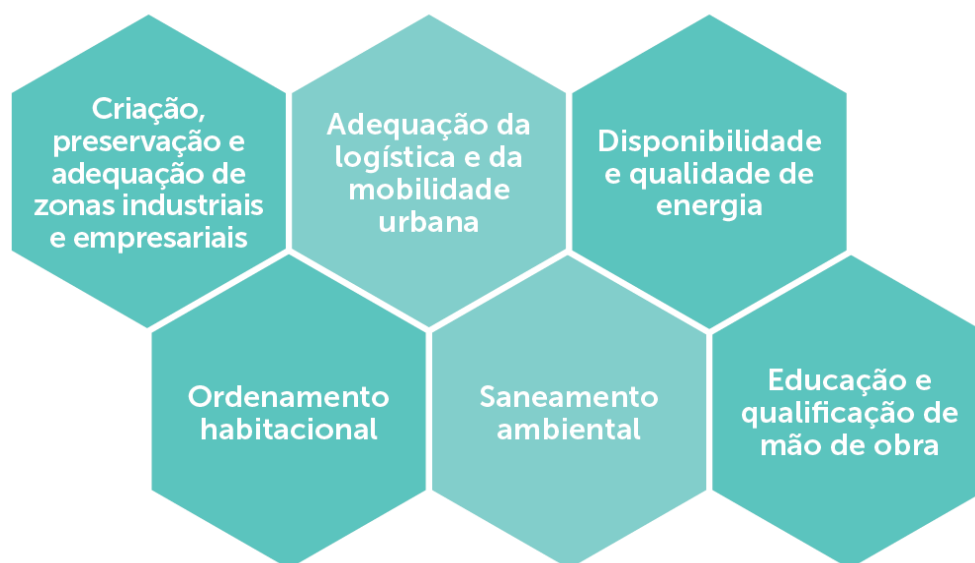 Criação,
preservação e
adequação de
zonas industriais
e empresariais
Adequação da
logística e da
mobilidade
urbana
Disponibilidade
e qualidade de
energia
Ordenamento
habitacional
Saneamento
ambiental
Educação e
qualificação de
mão de obra